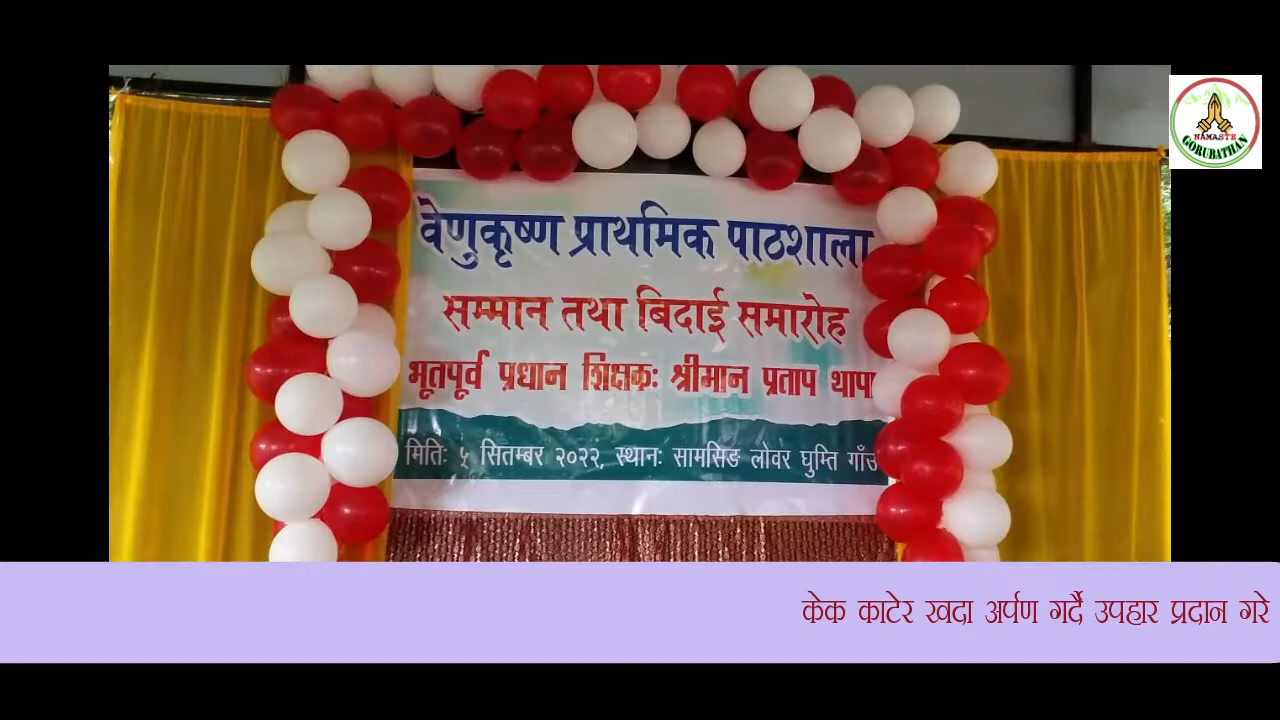 वेणुकृष्ण प्राथमिक पाठशाला
सम्मान तथा बिदाई समारोह
भूतपूर्व प्रधान शिक्षकः श्रीमान प्रताप थापा
मितिः ५ सितम्बर २०२२, स्थानः सामसिङ लोवर घुम्ति गाँउ
NAMASTE
GORUBATHAN
केक काटेर खदा अर्पण गर्दै उपहार प्रदान गरे